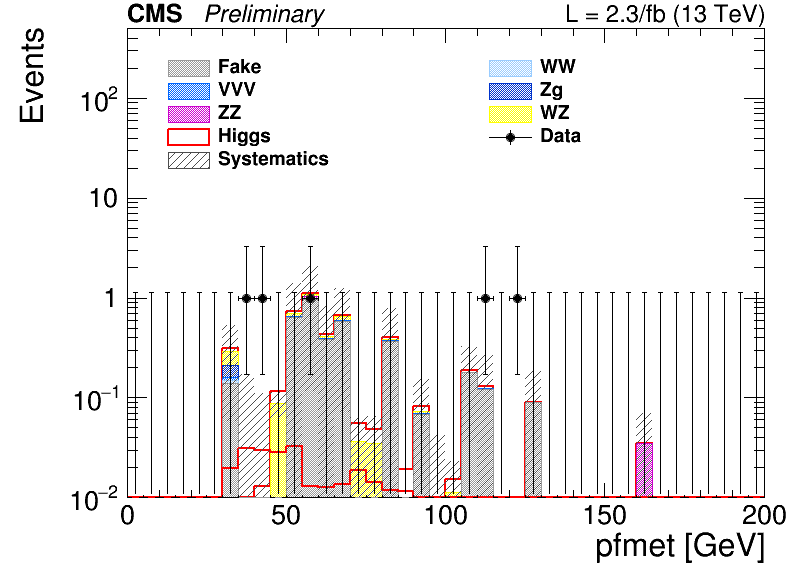 CMS Preliminary L = 2.3/fb (13 TeV)
Events
Fake WW
VVV Zg
ZZ WZ
Higgs Data
Systematics
10²
10
1
10⁻¹
10⁻²
0 50 100 150 200
pfmet [GeV]